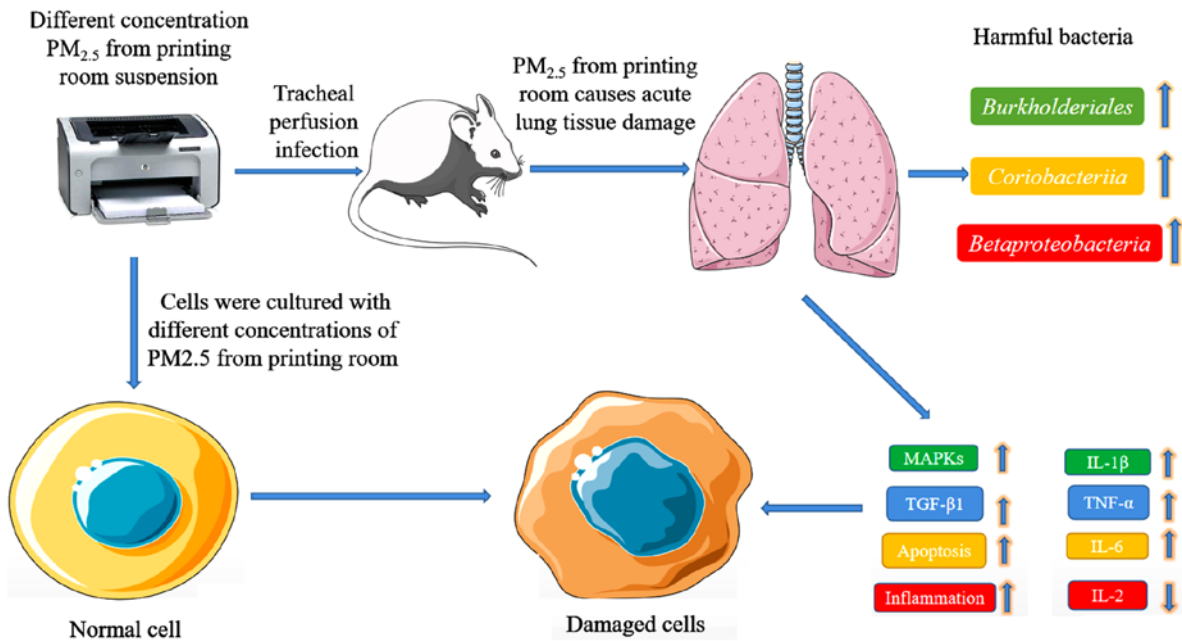 Different concentration
PM2.5 from printing
room suspension
Tracheal
perfusion
infection
PM2.5 from printing
room causes acute
lung tissue damage
Harmful bacteria
Burkholderiales
Coriobacteriia
Betaproteobacteria
Cells were cultured with
different concentrations of
PM2.5 from printing room
MAPKs
TGF-β1
Apoptosis
Inflammation
IL-1β
TNF-α
IL-6
IL-2
Normal cell
Damaged cells